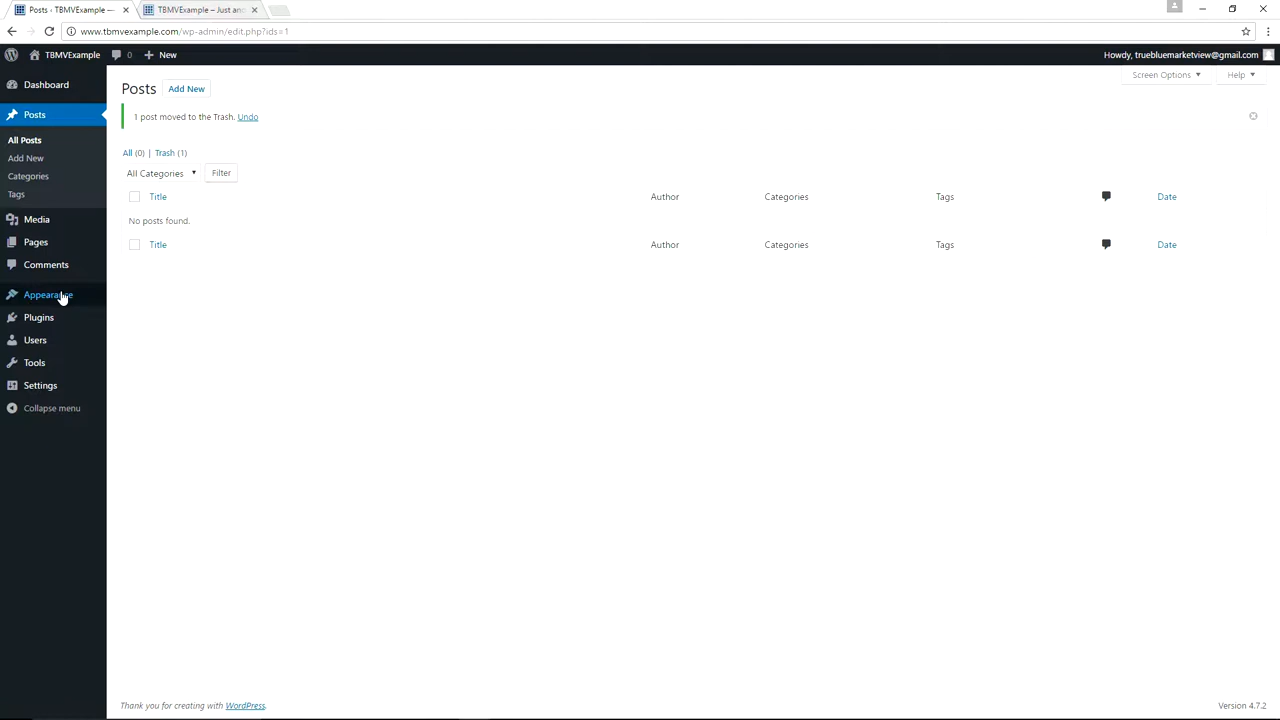 Posts ‹ TBMVExample —
TBMVExample – Just an
www.tbmvexample.com/wp-admin/edit.php?ids=1
TBMVExample 0 New
Howdy, truebluemarketview@gmail.com
Dashboard
Posts
All Posts
Add New
Categories
Tags
Media
Pages
Comments
Appearance
Plugins
Users
Tools
Settings
Collapse menu
Screen Options Help
Posts Add New
1 post moved to the Trash. Undo
All (0) | Trash (1)
All Categories Filter
Title Author Categories Tags Date
No posts found.
Title Author Categories Tags Date
Thank you for creating with WordPress.
Version 4.7.2